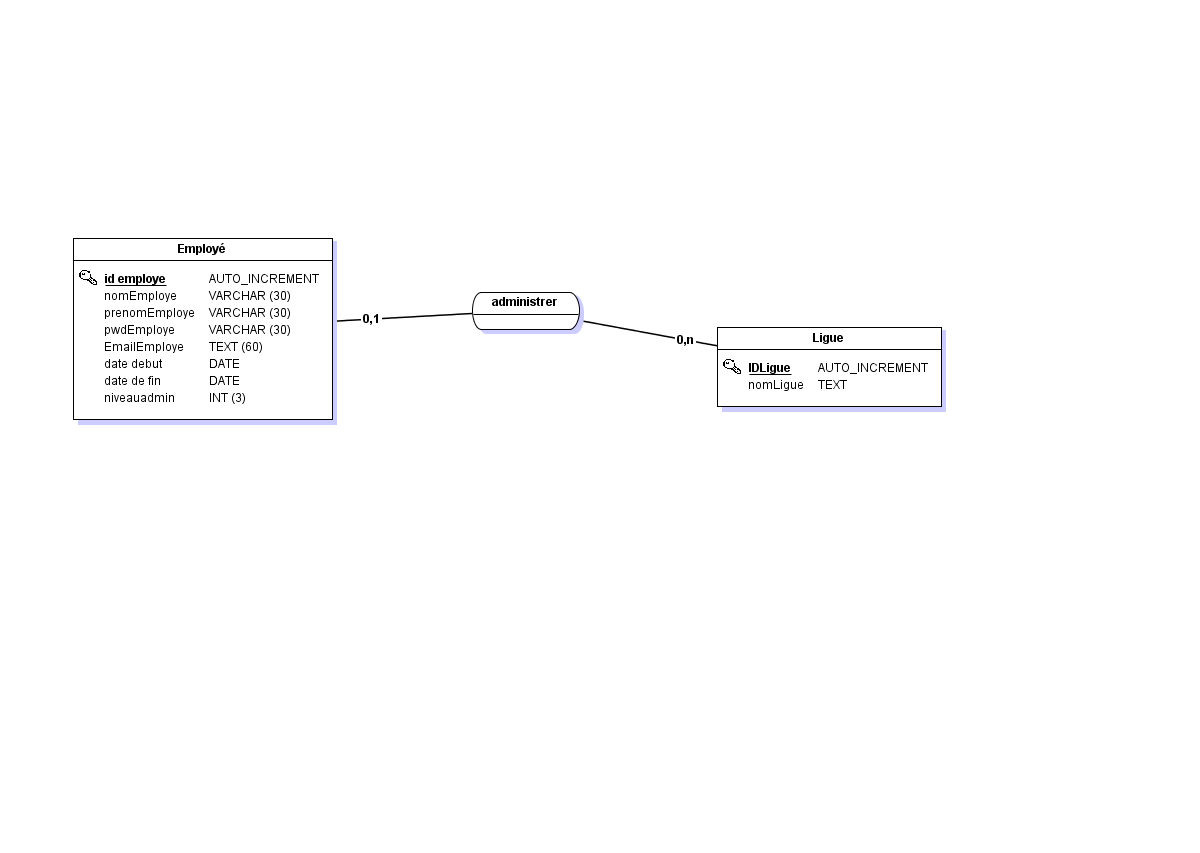 Employé
id employe AUTO_INCREMENT
nomEmploye VARCHAR (30)
prenomEmploye VARCHAR (30)
pwdEmploye VARCHAR (30)
EmailEmploye TEXT (60)
date debut DATE
date de fin DATE
niveauadmin INT (3)
0,1
administrer
0,n
Ligue
IDLigue AUTO_INCREMENT
nomLigue TEXT